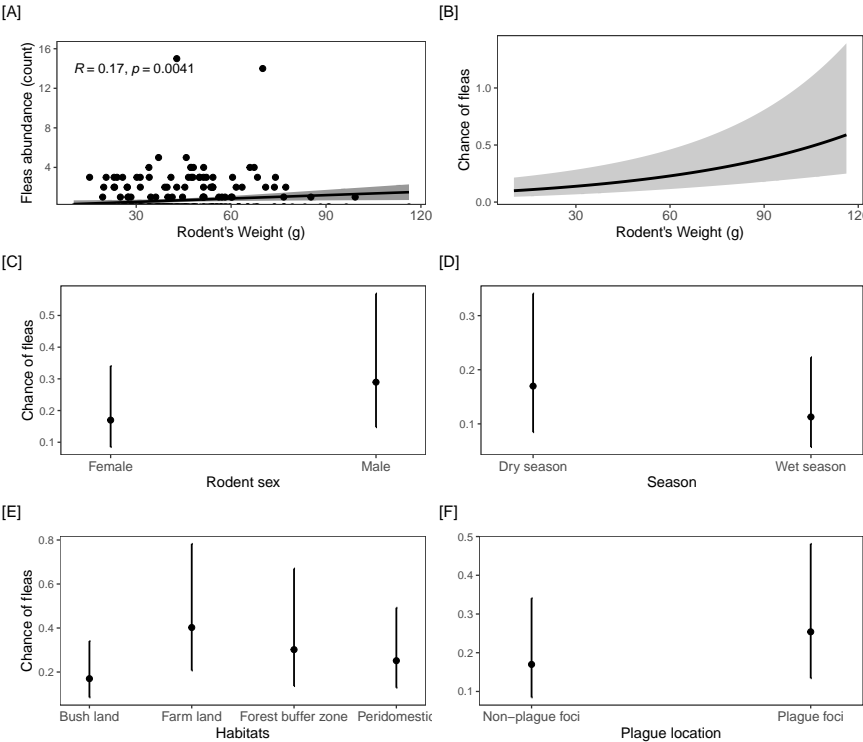 [A]
Fleas abundance (count)
16
12
8
4
R = 0.17, p = 0.0041
30
60
90
120
Rodent's Weight (g)
[B]
Chance of fleas
1.0
0.5
0.0
30
60
90
120
Rodent's Weight (g)
[C]
Chance of fleas
0.5
0.4
0.3
0.2
0.1
Female
Male
Rodent sex
[D]
0.3
0.2
0.1
Dry season
Wet season
Season
[E]
Chance of fleas
0.8
0.6
0.4
0.2
Bush land
Farm land
Forest buffer zone
Peridomestic
Habitats
[F]
0.5
0.4
0.3
0.2
0.1
Non−plague foci
Plague foci
Plague location